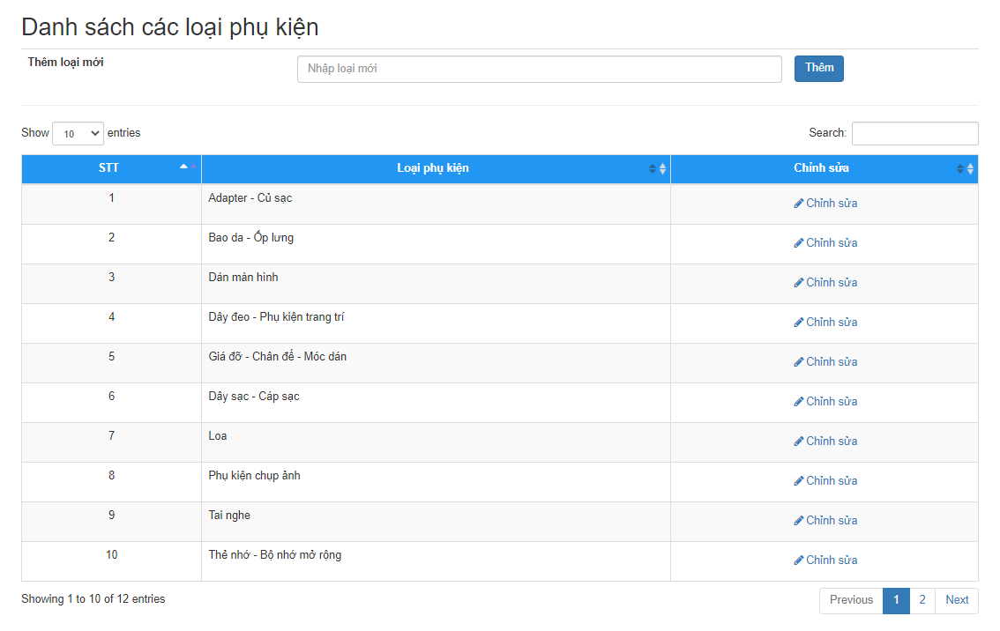 Danh sách các loại phụ kiện
Thêm loại mới Nhập loại mới Thêm
Show 10 entries Search:
STT Loại phụ kiện Chỉnh sửa
1 Adapter - Củ sạc Chỉnh sửa
2 Bao da - Ốp lưng Chỉnh sửa
3 Dán màn hình Chỉnh sửa
4 Dây đeo - Phụ kiện trang trí Chỉnh sửa
5 Giá đỡ - Chân đế - Móc dán Chỉnh sửa
6 Dây sạc - Cáp sạc Chỉnh sửa
7 Loa Chỉnh sửa
8 Phụ kiện chụp ảnh Chỉnh sửa
9 Tai nghe Chỉnh sửa
10 Thẻ nhớ - Bộ nhớ mở rộng Chỉnh sửa
Showing 1 to 10 of 12 entries Previous 1 2 Next